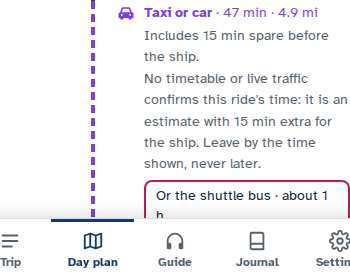 Taxi or car · 47 min · 4.9 mi
Includes 15 min spare before
the ship.
No timetable or live traffic
confirms this ride's time: it is an
estimate with 15 min extra for
the ship. Leave by the time
shown, never later.
Or the shuttle bus · about 1
h
Trip
Day plan
Guide
Journal
Settin